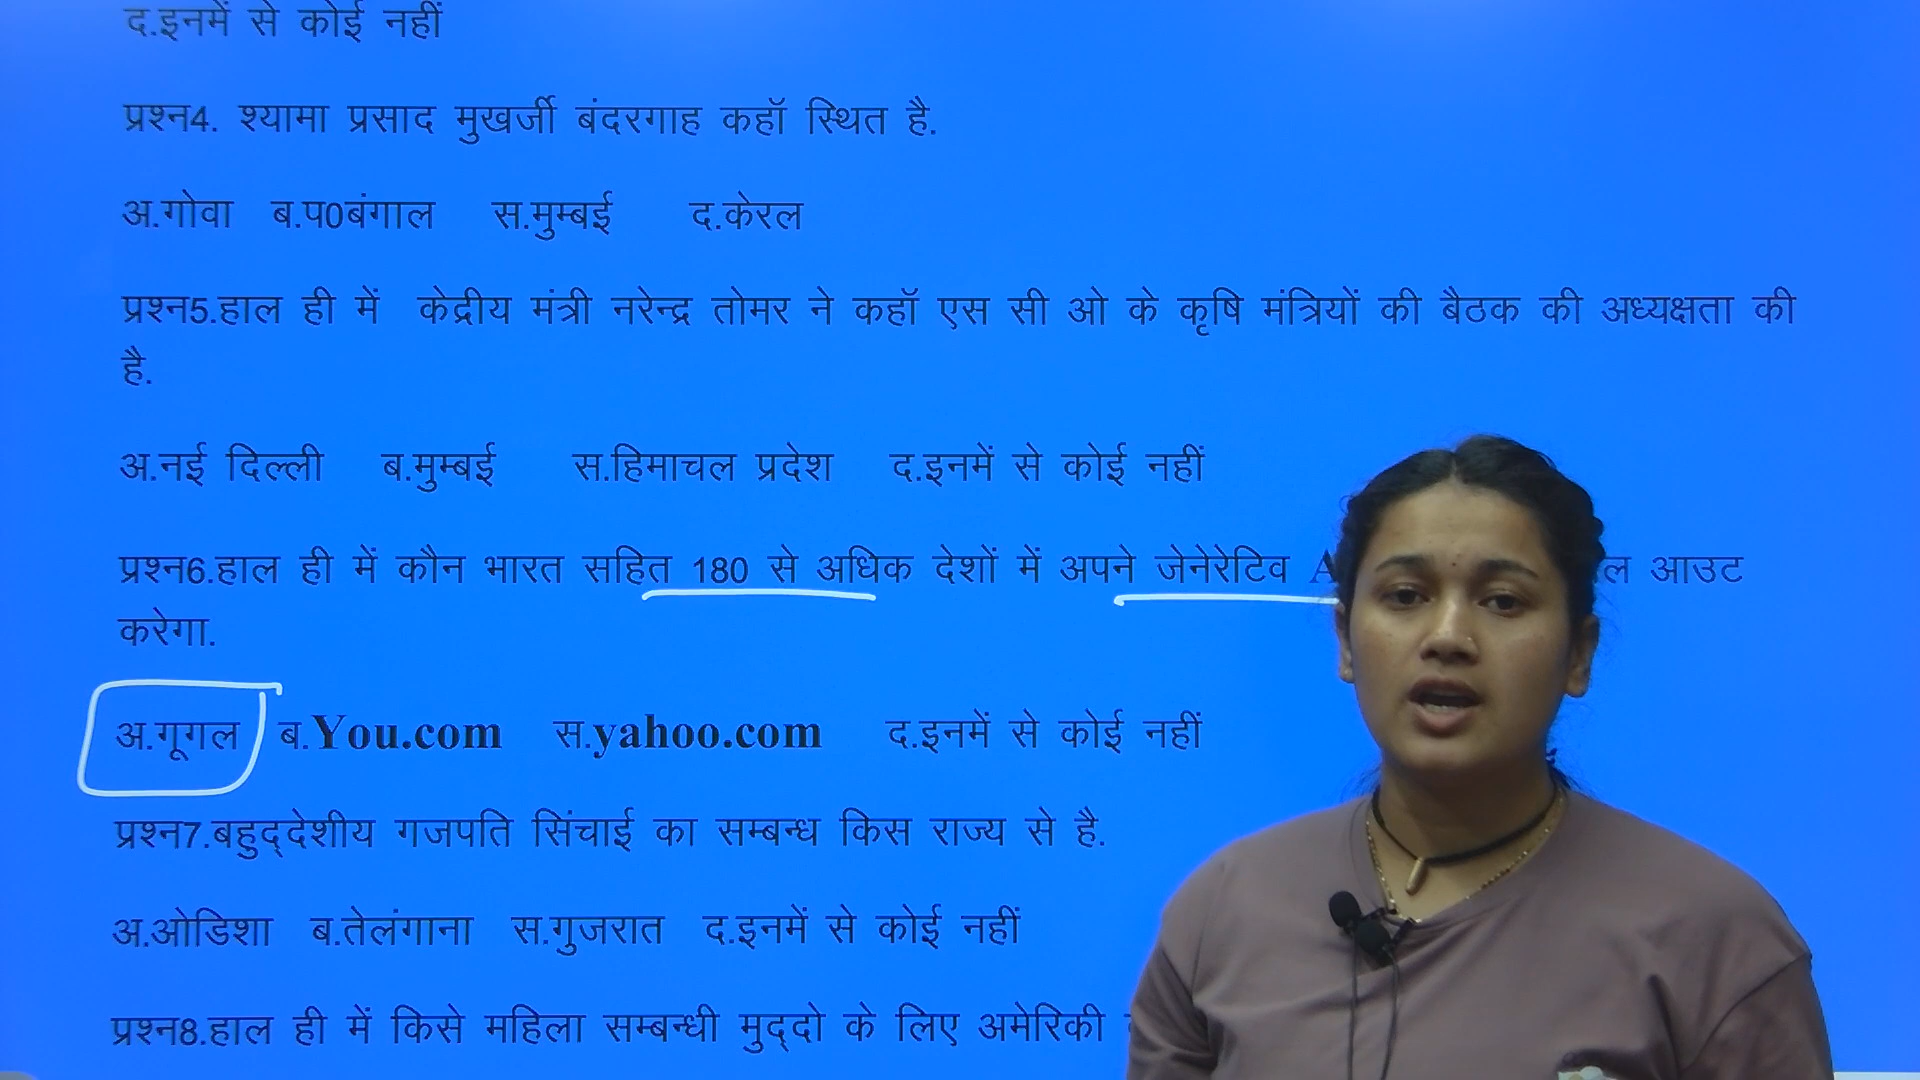 द.इनमें से कोई नहीं
प्रश्न4. श्यामा प्रसाद मुखर्जी बंदरगाह कहॉ स्थित है.
अ.गोवा ब.प0बंगाल स.मुम्बई द.केरल
प्रश्न5.हाल ही में केद्रीय मंत्री नरेन्द्र तोमर ने कहॉ एस सी ओ के कृषि मंत्रियों की बैठक की अध्यक्षता की
है.
अ.नई दिल्ली ब.मुम्बई स.हिमाचल प्रदेश द.इनमें से कोई नहीं
प्रश्न6.हाल ही में कौन भारत सहित 180 से अधिक देशों में अपने जेनेरेटिव आउट
करेगा.
अ.गूगल ब.You.com स.yahoo.com द.इनमें से कोई नहीं
प्रश्न7.बहुद्देशीय गजपति सिंचाई का सम्बन्ध किस राज्य से है.
अ.ओडिशा ब.तेलंगाना स.गुजरात द.इनमें से कोई नहीं
प्रश्न8.हाल ही में किसे महिला सम्बन्धी मुद्दो के लिए अमेरिकी